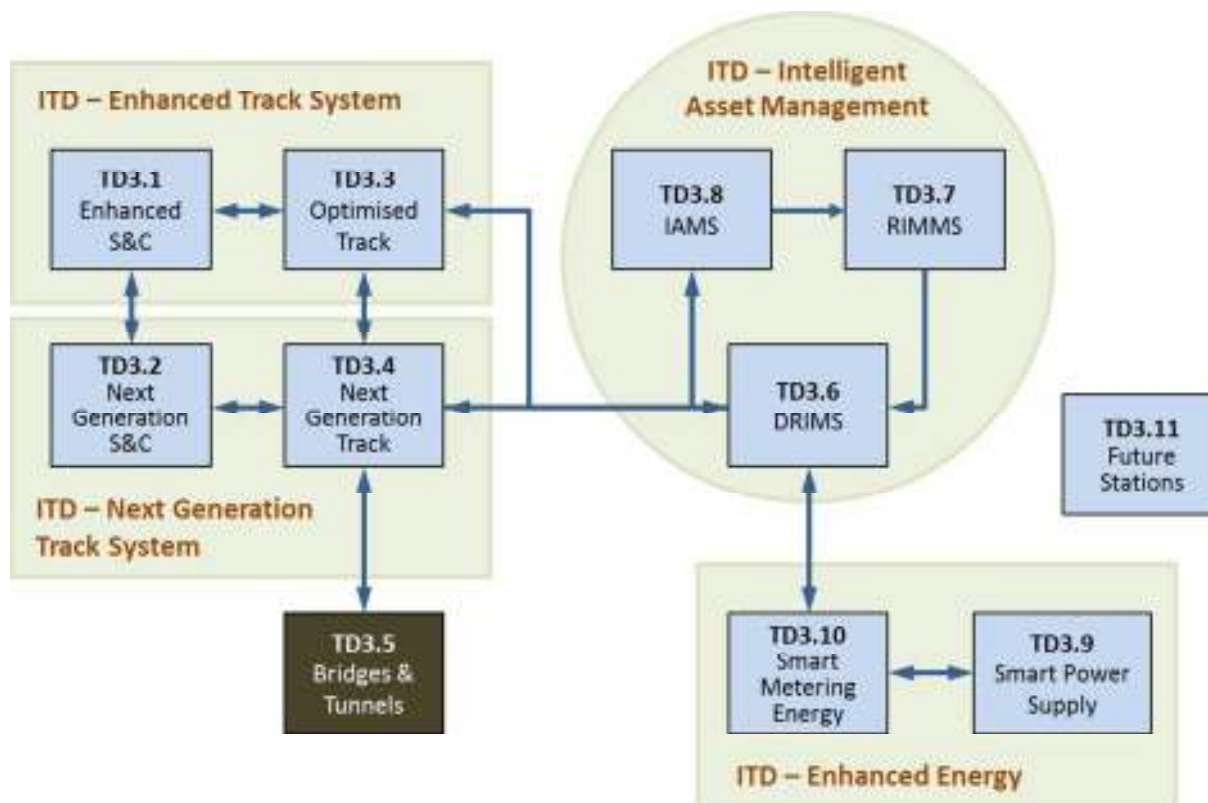 ITD – Enhanced Track System
TD3.1
Enhanced
S&C
TD3.3
Optimised
Track
TD3.2
Next
Generation
S&C
TD3.4
Next
Generation
Track
ITD – Next Generation
Track System
TD3.5
Bridges &
Tunnels
ITD – Intelligent
Asset Management
TD3.8
IAMS
TD3.7
RIMMS
TD3.6
DRIMS
TD3.11
Future
Stations
TD3.10
Smart
Metering
Energy
TD3.9
Smart Power
Supply
ITD – Enhanced Energy